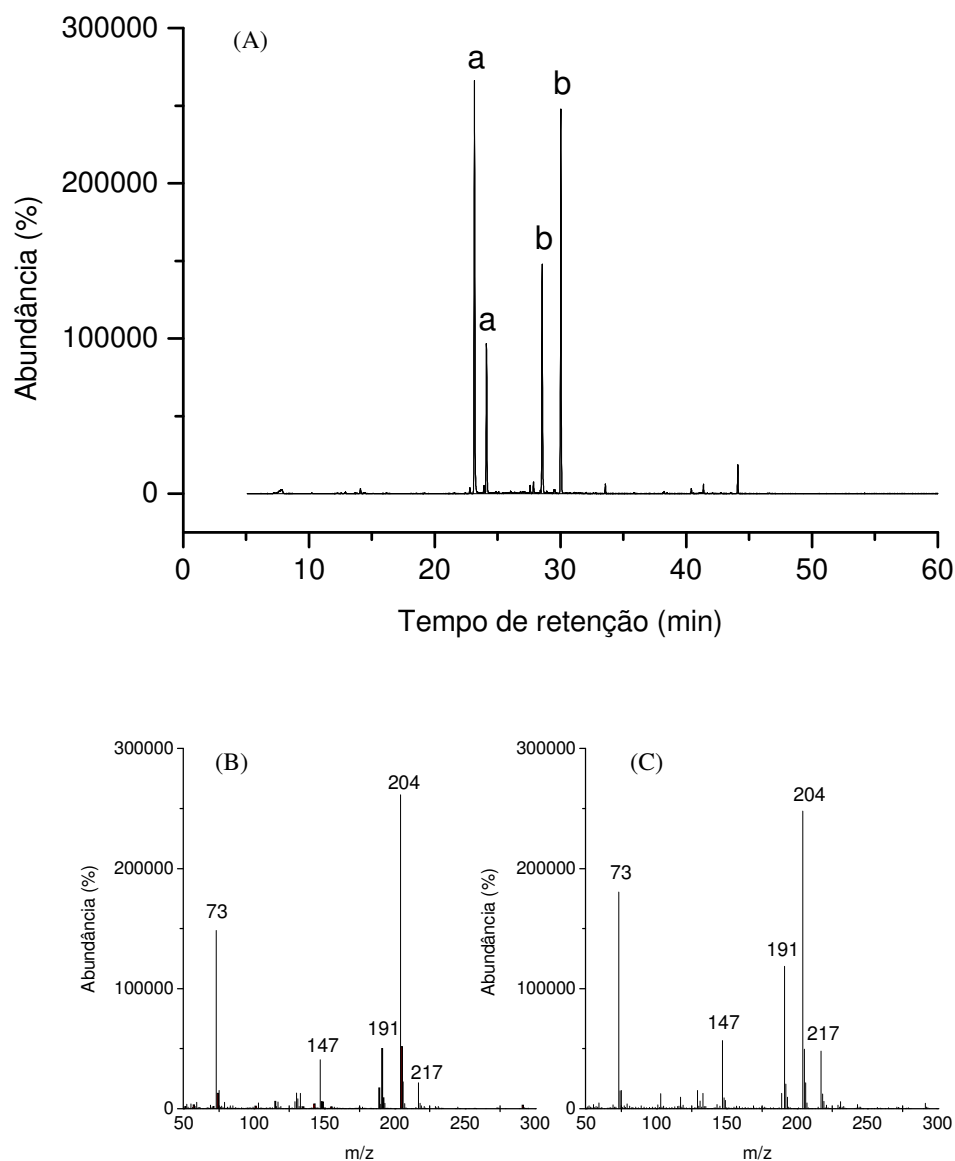 300000
(A)
a
b
200000
b
a
100000
0
Abundância (%)
0 10 20 30 40 50 60
Tempo de retenção (min)
300000
(B)
204
200000
73
100000
191
147
217
0
Abundância (%)
50 100 150 200 250 300
m/z
300000
(C)
204
200000
73
191
100000
147
217
0
Abundância (%)
50 100 150 200 250 300
m/z